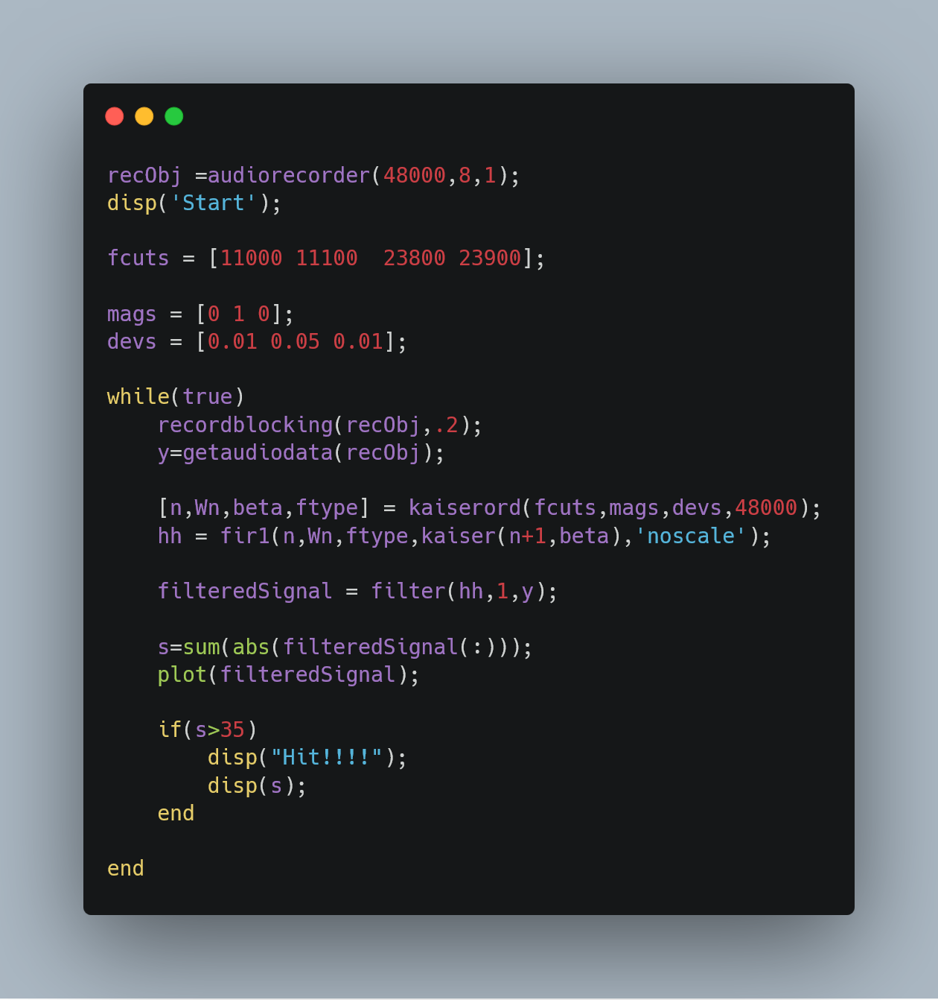 recObj =audiorecorder(48000,8,1);
disp('Start');
fcuts = [11000 11100  23800 23900];
mags = [0 1 0];
devs = [0.01 0.05 0.01];
while(true)
    recordblocking(recObj,.2);
    y=getaudiodata(recObj);
    [n,Wn,beta,ftype] = kaiserord(fcuts,mags,devs,48000);
    hh = fir1(n,Wn,ftype,kaiser(n+1,beta),'noscale');
    filteredSignal = filter(hh,1,y);
    s=sum(abs(filteredSignal(:)));
    plot(filteredSignal);
    if(s>35)
        disp("Hit!!!!");
        disp(s);
    end
end